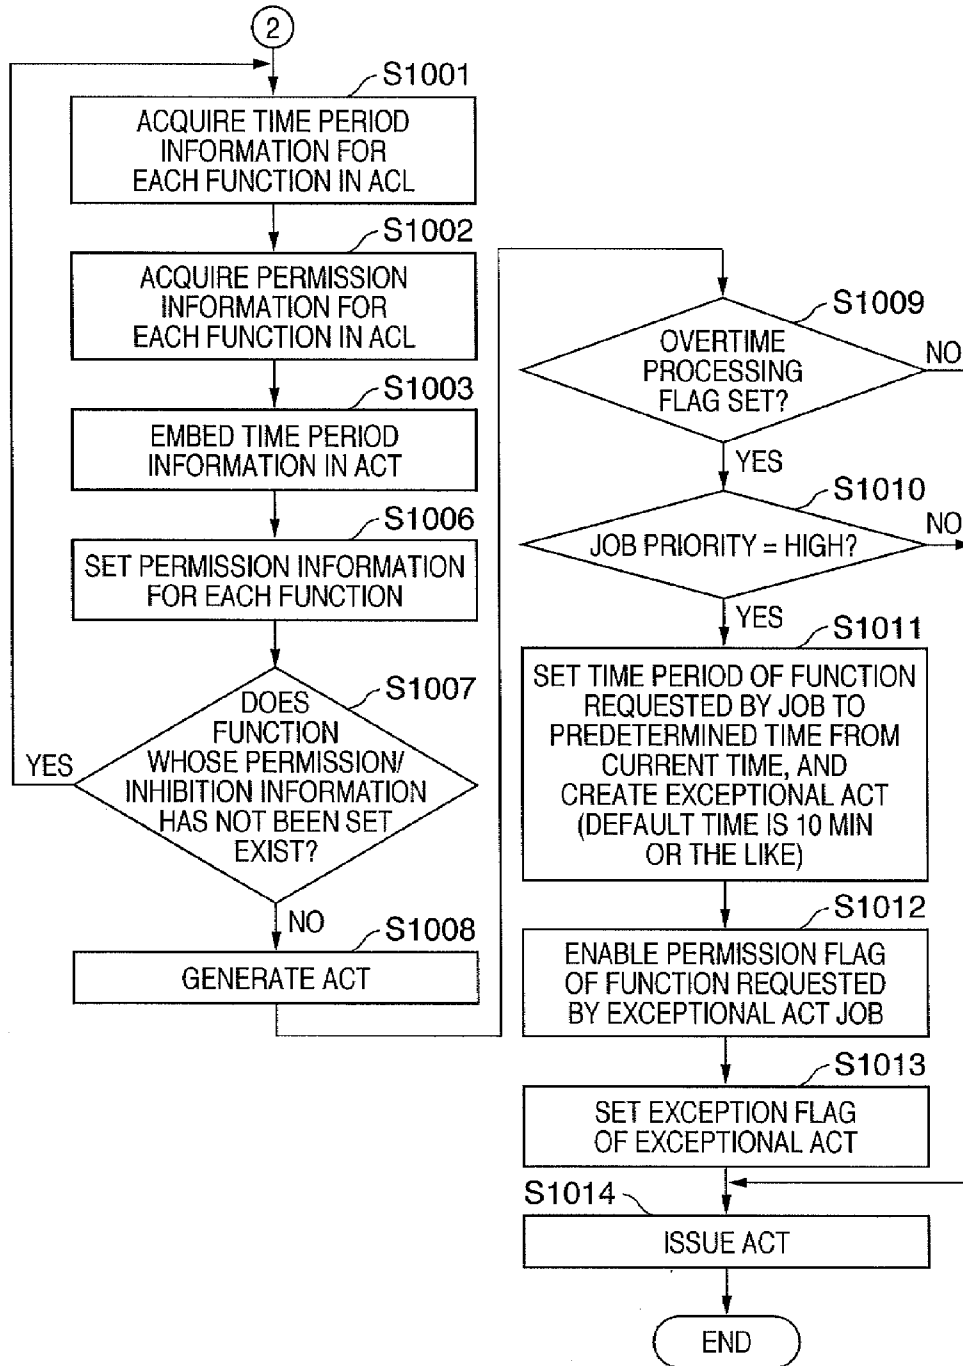 2
S1001
ACQUIRE TIME PERIOD
INFORMATION FOR
EACH FUNCTION IN ACL
S1002
ACQUIRE PERMISSION
INFORMATION FOR
EACH FUNCTION IN ACL
S1003
EMBED TIME PERIOD
INFORMATION IN ACT
S1006
SET PERMISSION INFORMATION
FOR EACH FUNCTION
S1007
DOES
FUNCTION
WHOSE PERMISSION/
INHIBITION INFORMATION
HAS NOT BEEN SET
EXIST?
YES
NO
S1008
GENERATE ACT
S1009
OVERTIME
PROCESSING
FLAG SET?
NO
YES
S1010
JOB PRIORITY = HIGH?
NO
YES
S1011
SET TIME PERIOD OF FUNCTION
REQUESTED BY JOB TO
PREDETERMINED TIME FROM
CURRENT TIME, AND
CREATE EXCEPTIONAL ACT
(DEFAULT TIME IS 10 MIN
OR THE LIKE)
S1012
ENABLE PERMISSION FLAG
OF FUNCTION REQUESTED
BY EXCEPTIONAL ACT JOB
S1013
SET EXCEPTION FLAG
OF EXCEPTIONAL ACT
S1014
ISSUE ACT
END